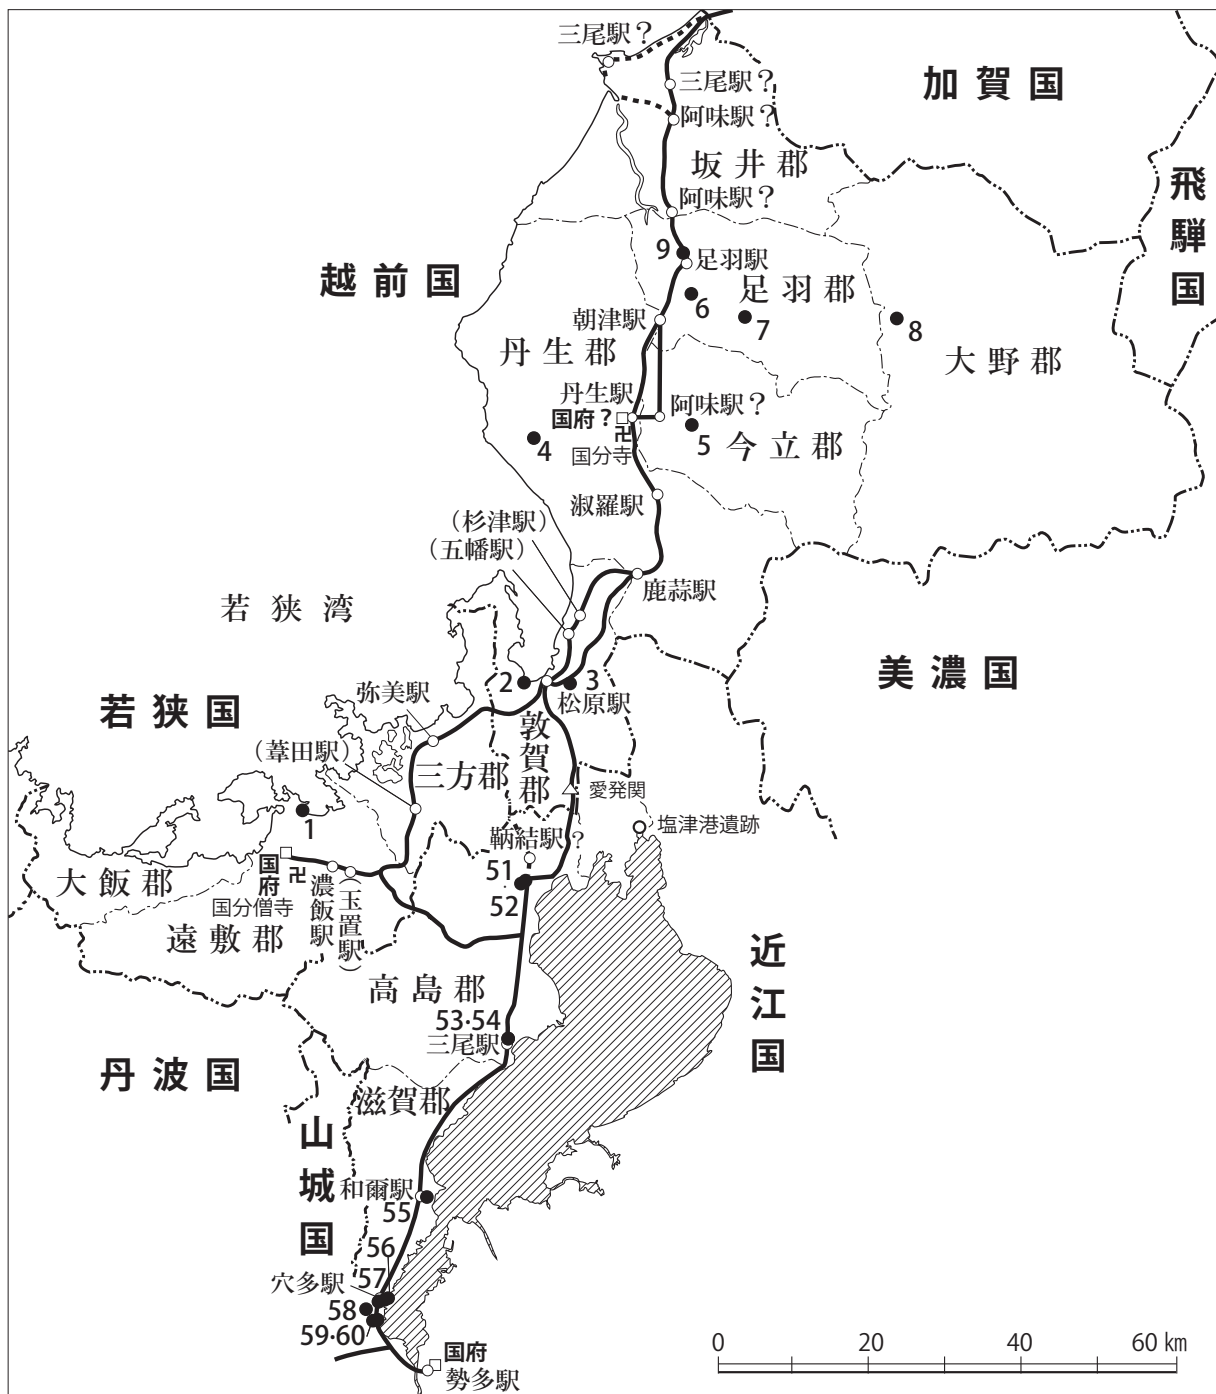 三尾駅？
三尾駅？
加賀国
阿味駅？
坂井郡
阿味駅？
飛騨国
9
足羽駅
越前国
足羽郡
6
7
8
朝津駅
丹生郡
大野郡
丹生駅
阿味駅？
国府？
卍
4
国分寺
5
今立郡
淑羅駅
（杉津駅）
（五幡駅）
鹿蒜駅
若狭湾
美濃国
2
3
松原駅
弥美駅
若狭国
敦賀郡
（葦田駅）
三方郡
愛発関
1
塩津港遺跡
鞆結駅？
国府
卍
51
・
52
大飯郡
国分僧寺
濃飯駅
（玉置駅）
遠敷郡
近江国
高島郡
53·54
三尾駅
丹波国
滋賀郡
山城国
和爾駅
55
56
穴多駅
57
58
59·60
国府
勢多駅
0 20 40 60 km